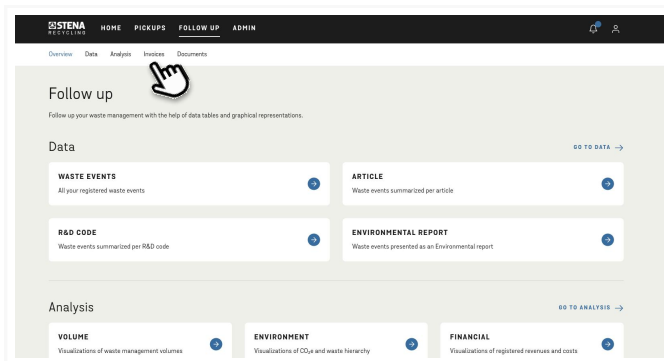 STENA
RECYCLING
HOME PICKUPS FOLLOW UP ADMIN
Overview Data Analysis Invoices Documents
Follow up
Follow up your waste management with the help of data tables and graphical representations.
Data
GO TO DATA
WASTE EVENTS
All your registered waste events
ARTICLE
Waste events summarized per article
R&D CODE
Waste events summarized per R&D code
ENVIRONMENTAL REPORT
Waste events presented as an Environmental report
Analysis
GO TO ANALYSIS
VOLUME
Visualizations of waste management volumes
ENVIRONMENT
Visualizations of CO₂e and waste hierarchy
FINANCIAL
Visualizations of registered revenues and costs